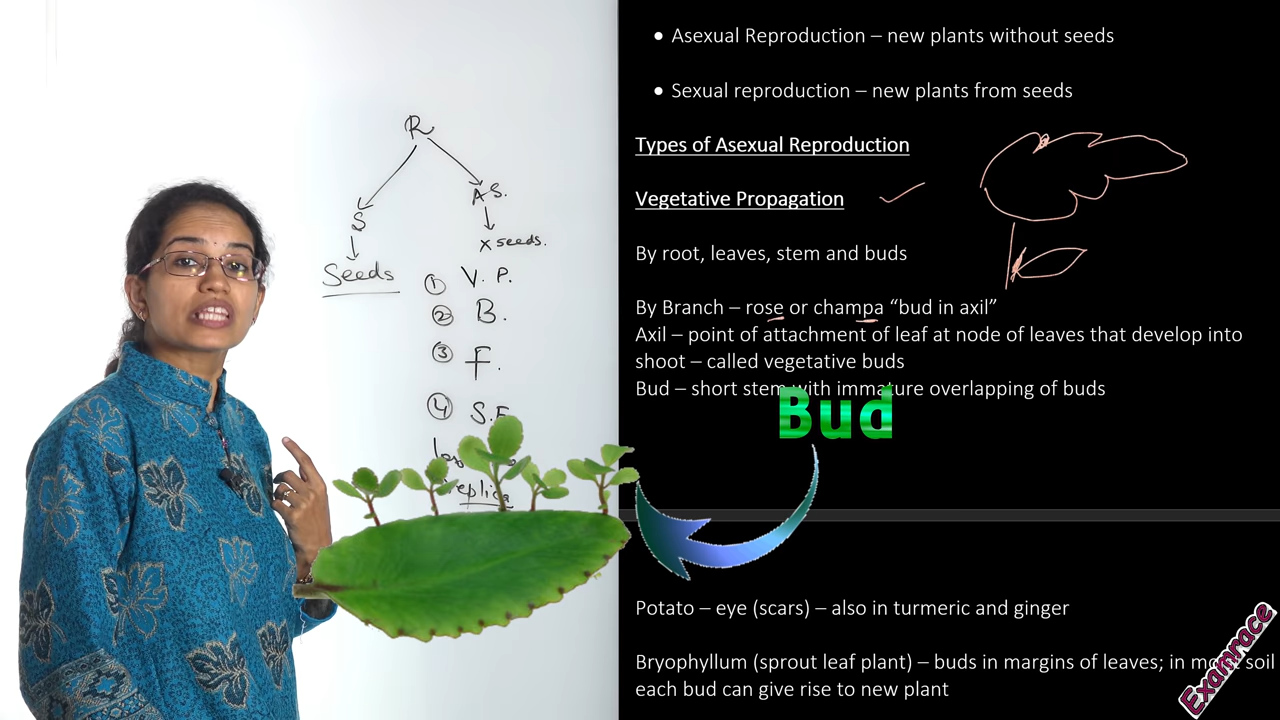 R
S
A S.
Seeds
x seeds.
① V. P.
② B.
③ F.
④ S.F
replica
• Asexual Reproduction – new plants without seeds
• Sexual reproduction – new plants from seeds
Types of Asexual Reproduction
Vegetative Propagation
By root, leaves, stem and buds
By Branch – rose or champa “bud in axil”
Axil – point of attachment of leaf at node of leaves that develop into
shoot – called vegetative buds
Bud – short stem with immature overlapping of buds
Bud
Potato – eye (scars) – also in turmeric and ginger
Bryophyllum (sprout leaf plant) – buds in margins of leaves; in soil
each bud can give rise to new plant
Examrace